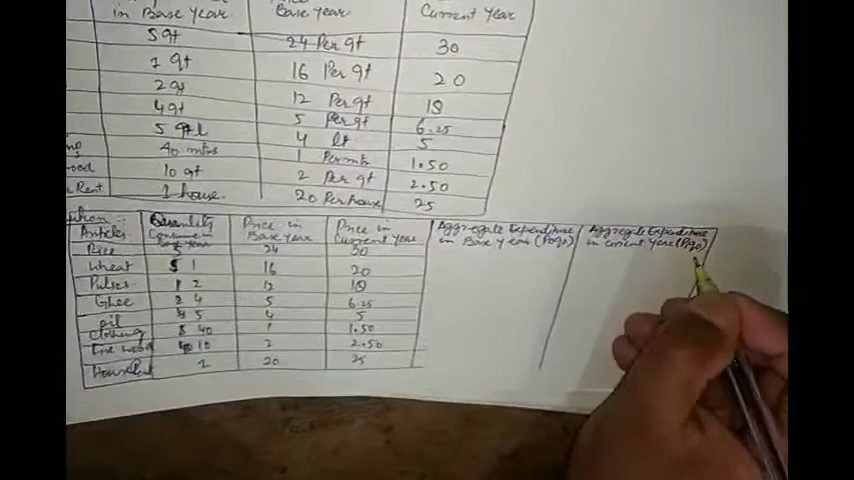 in Base Year Base Year Current Year
5 qt 24 Per qt 30
1 qt 16 Per qt 20
2 qt 12 Per qt 18
4 qt 5 Per qt 6.25
5 qtl 4 lt 5
40 mtrs 1 Per mtr 1.50
ood 10 qt 2 Per qt 2.50
Rent 1 house 20 Per house 25
Articles Quantity Price in Price in Aggregate Expenditure Aggregate Expenditure
Base Year Current Year in Base Year (P0q0) in current Year (P1q0)
Rice 5 24 30
Wheat 1 16 20
Pulses 2 12 18
Ghee 4 5 6.25
oil 5 4 5
Clothing 40 1 1.50
Fire wood 10 2 2.50
House Rent 1 20 25